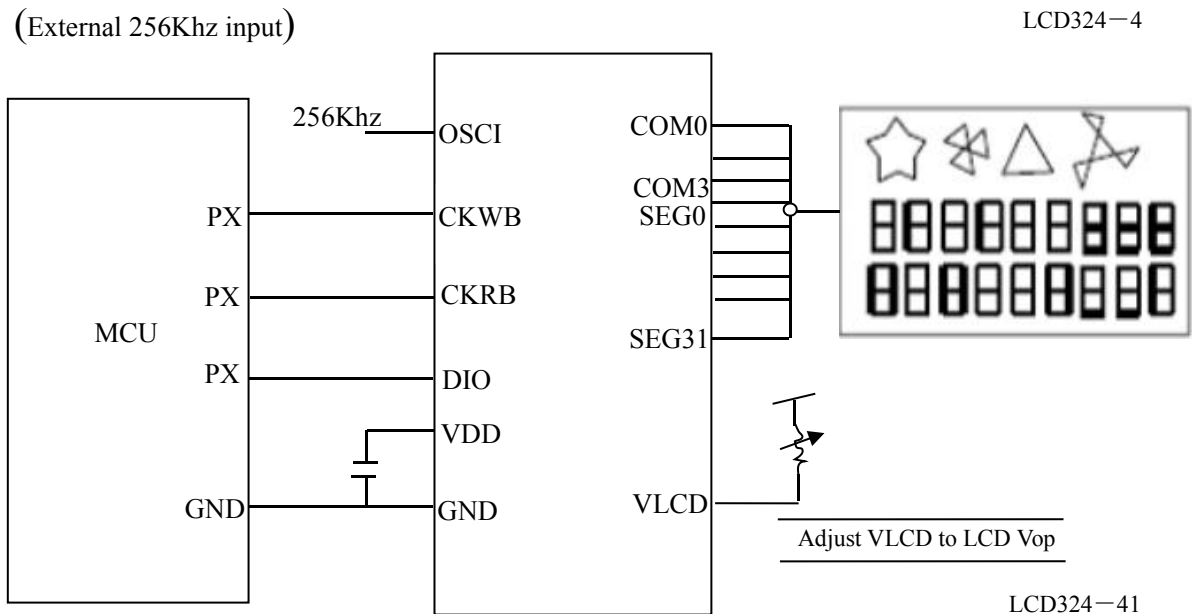 (External 256Khz input)
LCD324－4
256Khz
OSCI
COM0
COM3
PX
CKWB
SEG0
PX
CKRB
MCU
SEG31
PX
DIO
VDD
GND
GND
VLCD
Adjust VLCD to LCD Vop
LCD324－41